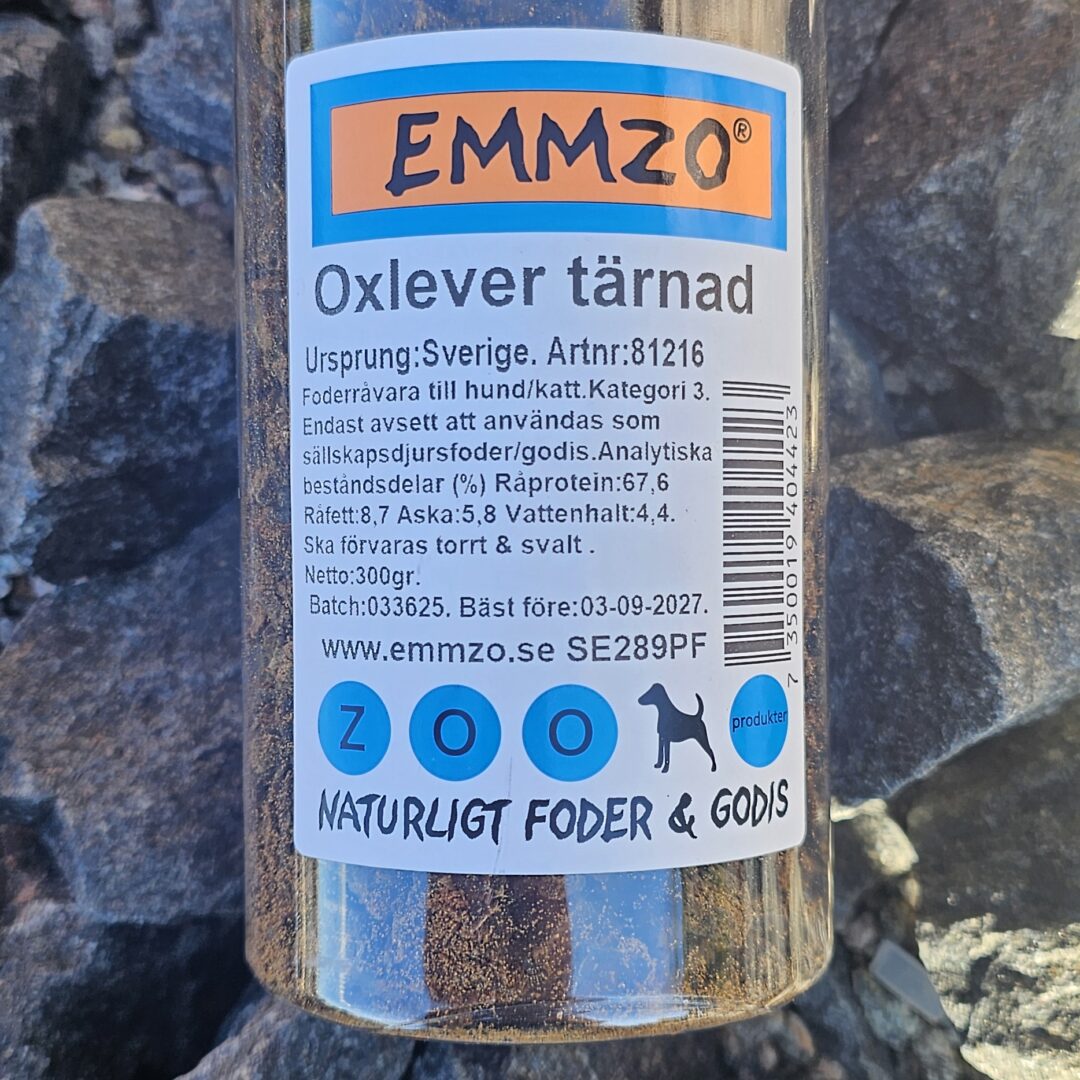 EMMZO®
Oxlever tärnad
Ursprung:Sverige. Artnr:81216
Foderråvara till hund/katt.Kategori 3.
Endast avsett att användas som
sällskapsdjursfoder/godis.Analytiska
beståndsdelar (%) Råprotein:67,6
Råfett:8,7 Aska:5,8 Vattenhalt:4,4.
Ska förvaras torrt & svalt .
Netto:300gr.
Batch:033625. Bäst före:03-09-2027.
www.emmzo.se SE289PF
7 350019 404423
ZOO produkter
NATURLIGT FODER & GODIS